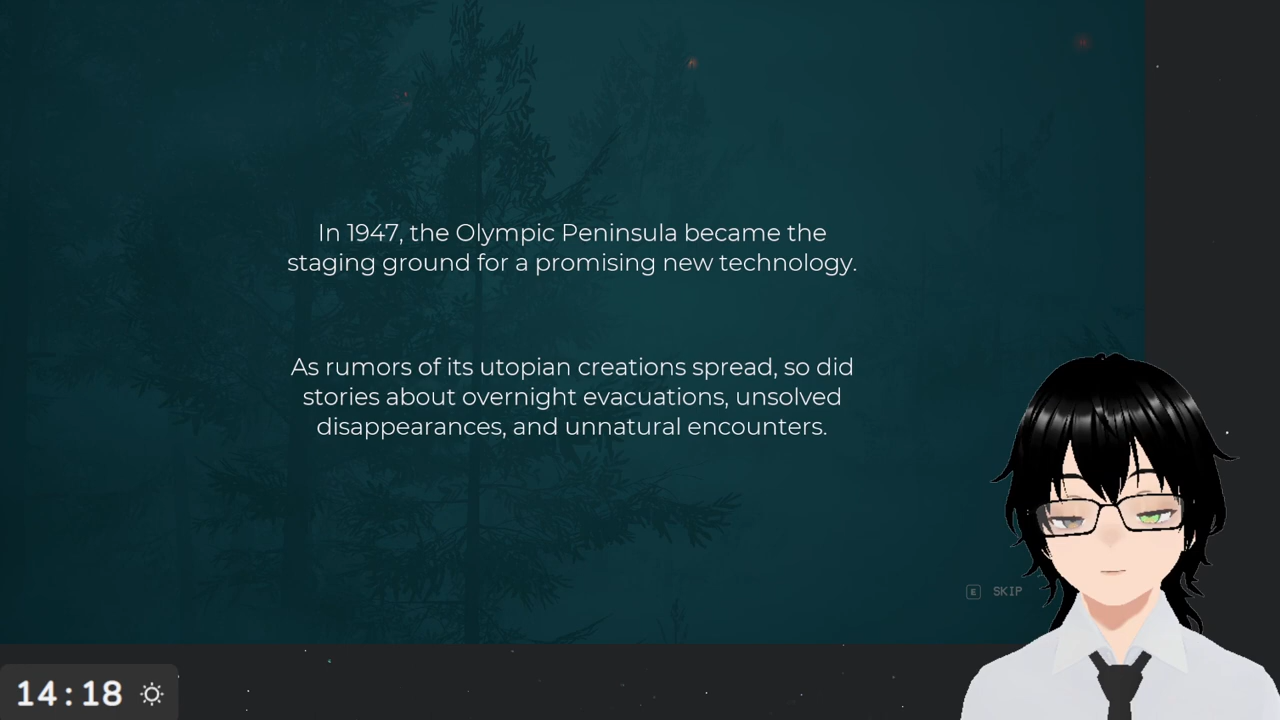 In 1947, the Olympic Peninsula became the
staging ground for a promising new technology.
As rumors of its utopian creations spread, so did
stories about overnight evacuations, unsolved
disappearances, and unnatural encounters.
E SKIP
14:18